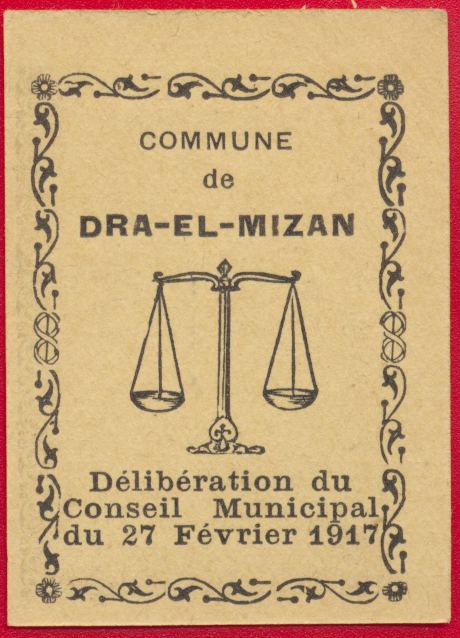 COMMUNE
de
DRA-EL-MIZAN
Délibération du
Conseil Municipal
du 27 Février 1917